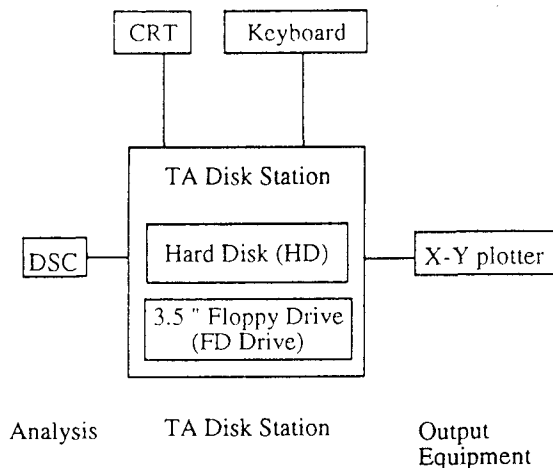 CRT
Keyboard
TA Disk Station
DSC
Hard Disk (HD)
X-Y plotter
3.5 " Floppy Drive
(FD Drive)
Analysis
TA Disk Station
Output
Equipment